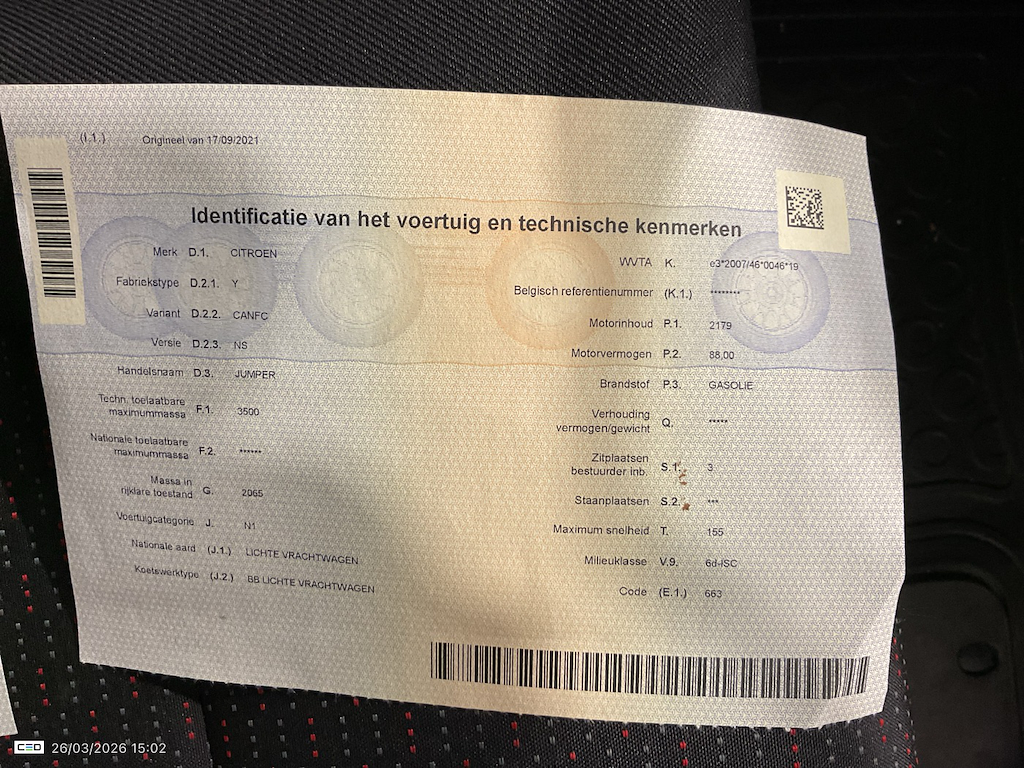 (I.1.) Origineel van 17/09/2021
Identificatie van het voertuig en technische kenmerken
Merk D.1. CITROEN
Fabriekstype D.2.1. Y
Variant D.2.2. CANFC
Versie D.2.3. NS
Handelsnaam D.3. JUMPER
Techn. toelaatbare
maximummassa F.1. 3500
Nationale toelaatbare
maximummassa F.2. ******
Massa in
rijklare toestand G. 2065
Voertuigcategorie J. N1
Nationale aard (J.1.) LICHTE VRACHTWAGEN
Koetswerktype (J.2.) BB LICHTE VRACHTWAGEN
WVTA K. e3*2007/46*0046*19
Belgisch referentienummer (K.1.) ********
Motorinhoud P.1. 2179
Motorvermogen P.2. 88,00
Brandstof P.3. GASOLIE
Verhouding
vermogen/gewicht Q. *****
Zitplaatsen
bestuurder inb. S.1. 3
Staanplaatsen S.2. ***
Maximum snelheid T. 155
Milieuklasse V.9. 6d-ISC
Code (E.1.) 663
CEO 26/03/2026 15:02